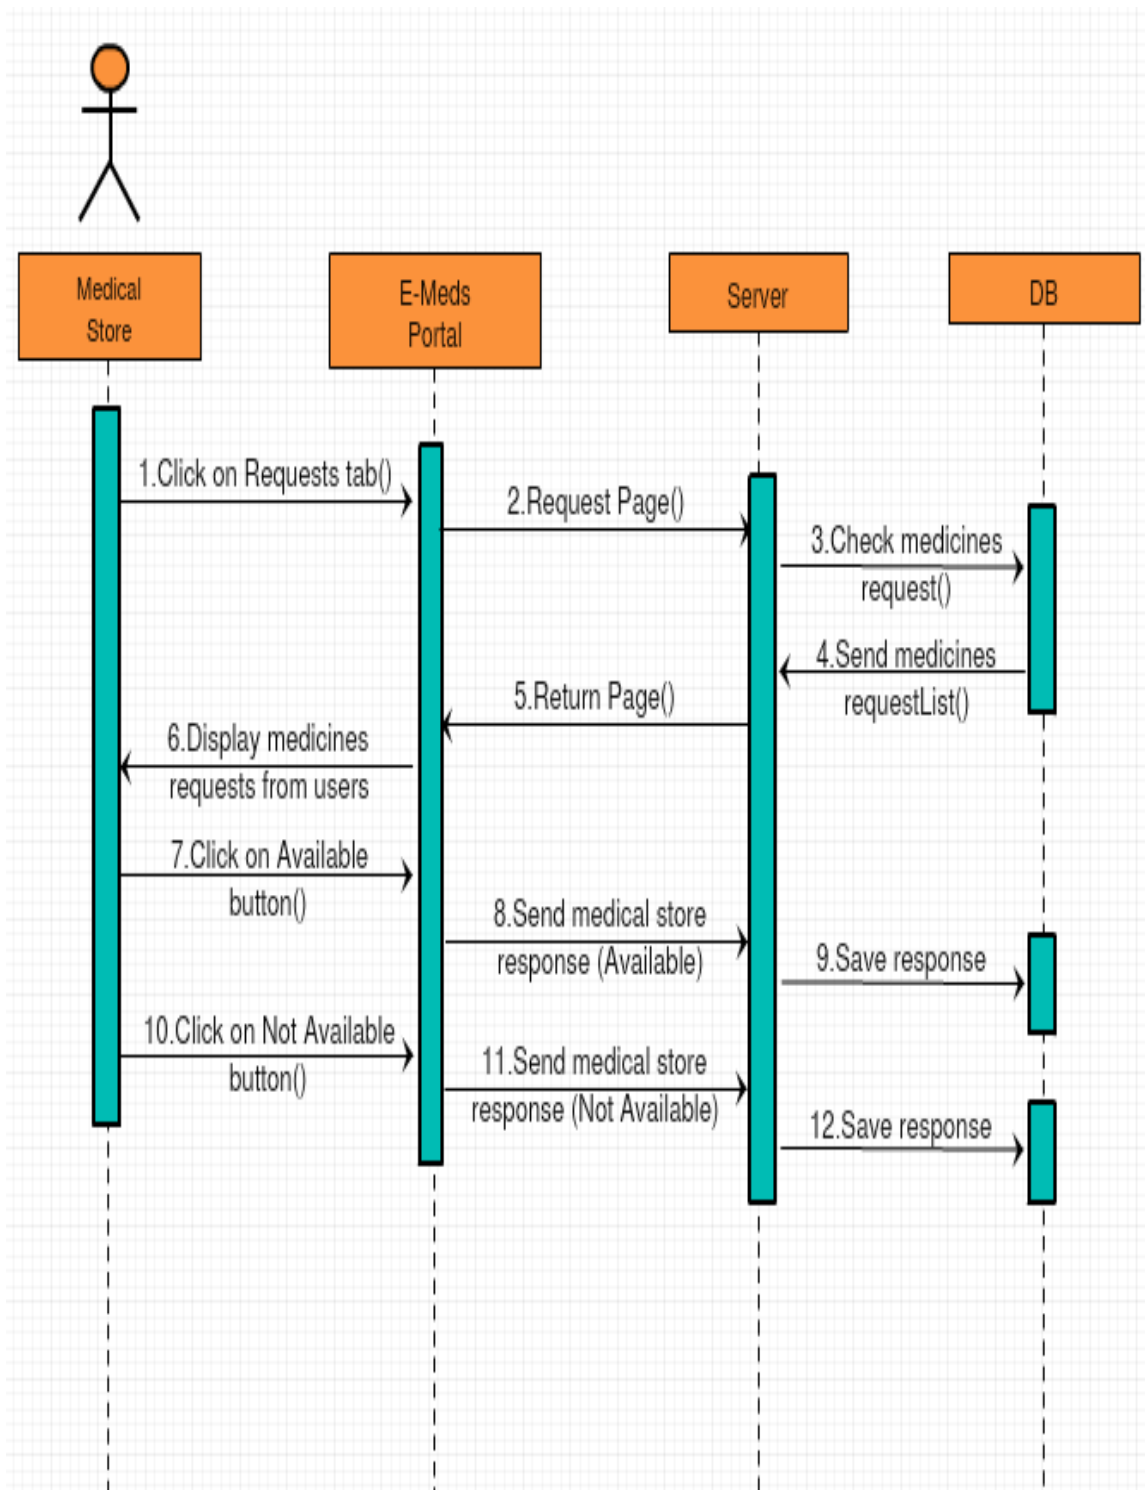 Medical
Store
E-Meds
Portal
Server
DB
1.Click on Requests tab()
2.Request Page()
3.Check medicines
request()
4.Send medicines
requestList()
5.Return Page()
6.Display medicines
requests from users
7.Click on Available
button()
8.Send medical store
response (Available)
9.Save response
10.Click on Not Available
button()
11.Send medical store
response (Not Available)
12.Save response